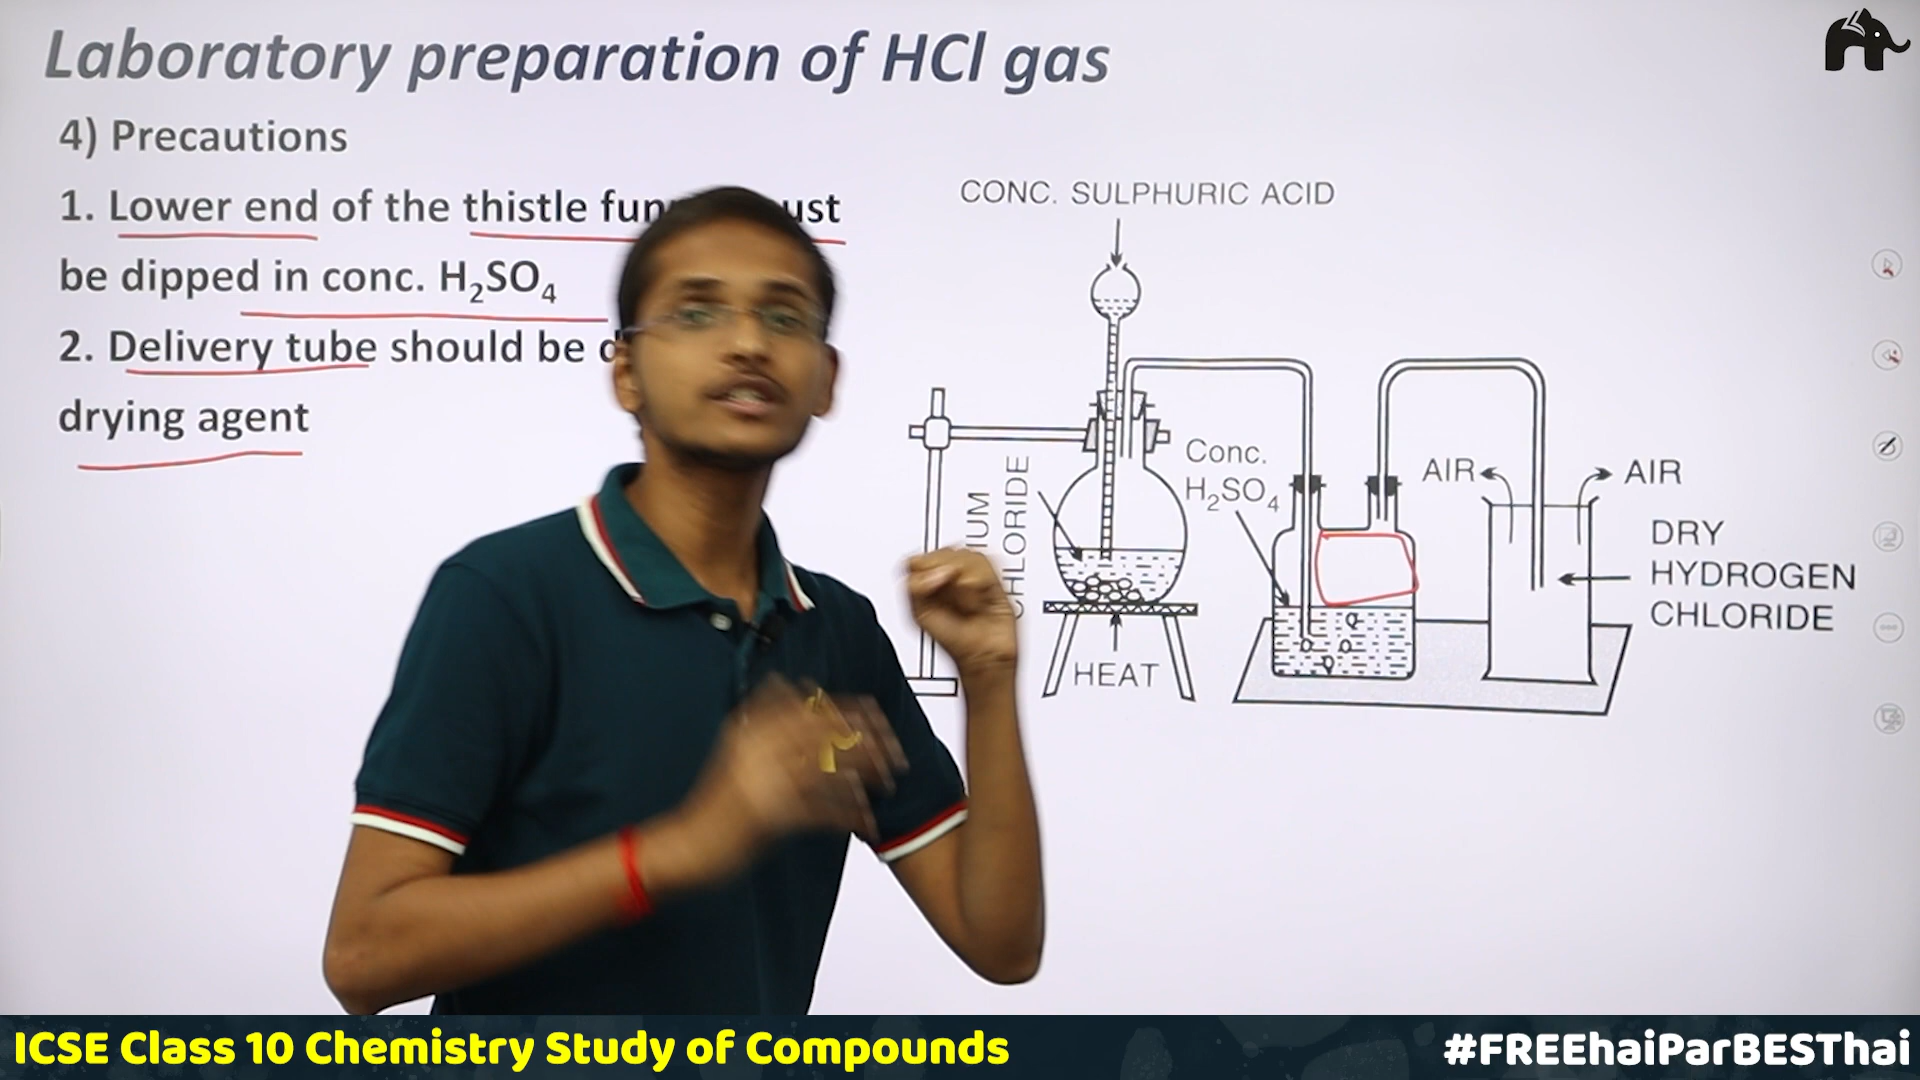 Laboratory preparation of HCl gas
4) Precautions
1. Lower end of the thistle fun ust
be dipped in conc. H₂SO₄
2. Delivery tube should be d
drying agent
CONC. SULPHURIC ACID
Conc.
H₂SO₄
IUM
CHLORIDE
HEAT
AIR
AIR
DRY
HYDROGEN
CHLORIDE
ICSE Class 10 Chemistry Study of Compounds
#FREEhaiParBESThai